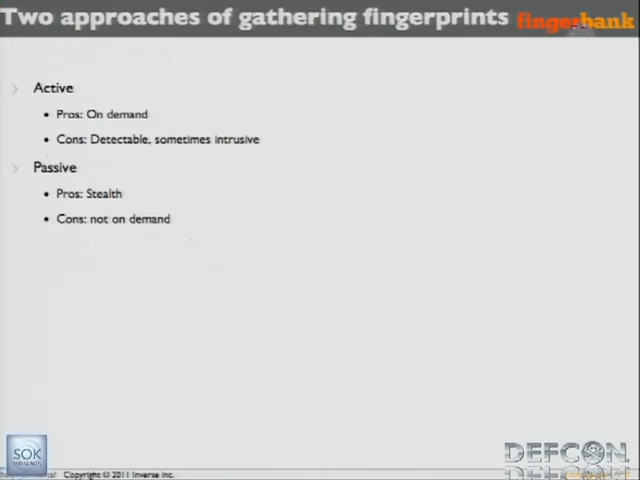 Two approaches of gathering fingerprints
fingerbank
Active
• Pros: On demand
• Cons: Detectable, sometimes intrusive
Passive
• Pros: Stealth
• Cons: not on demand
SOK
Copyright © 2011 Inverse inc.
DEFCON